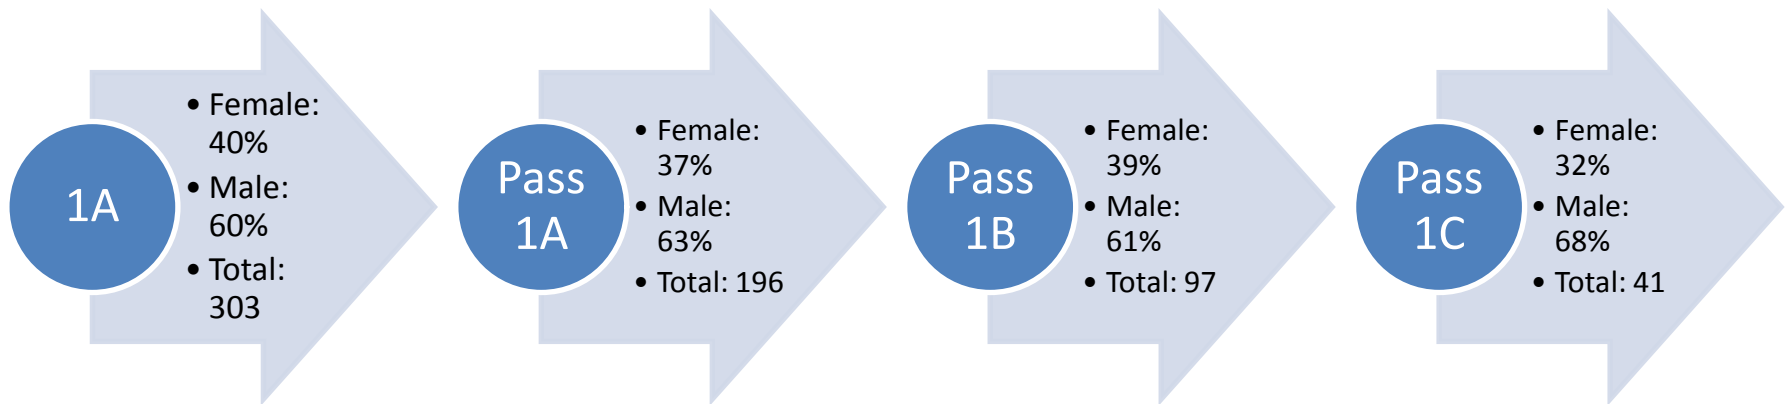 1A
• Female:
40%
• Male:
60%
• Total:
303
Pass
1A
• Female:
37%
• Male:
63%
• Total: 196
Pass
1B
• Female:
39%
• Male:
61%
• Total: 97
Pass
1C
• Female:
32%
• Male:
68%
• Total: 41